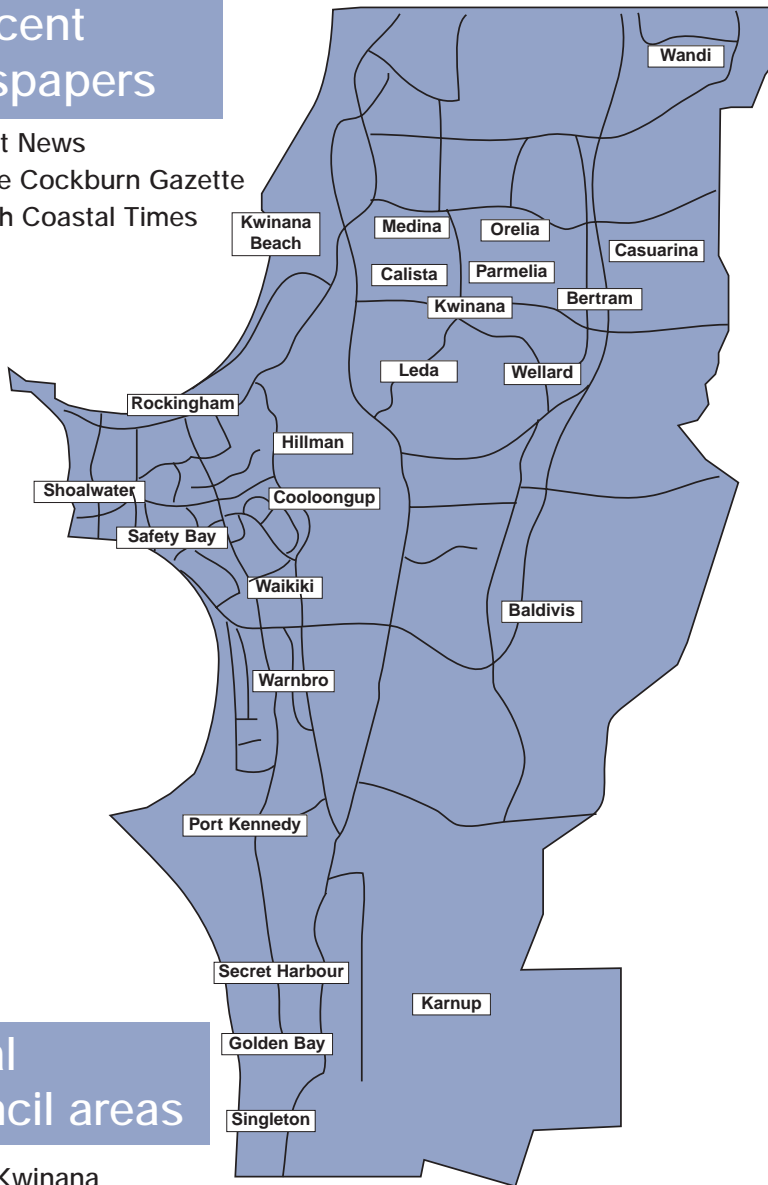 cent
spapers
t News
e Cockburn Gazette
h Coastal Times
Wandi
Kwinana
Beach
Medina
Orelia
Casuarina
Calista
Parmelia
Bertram
Kwinana
Leda
Wellard
Rockingham
Hillman
Shoalwater
Cooloongup
Safety Bay
Waikiki
Baldivis
Warnbro
Port Kennedy
Secret Harbour
Karnup
Golden Bay
Singleton
al
ncil areas
Kwinana